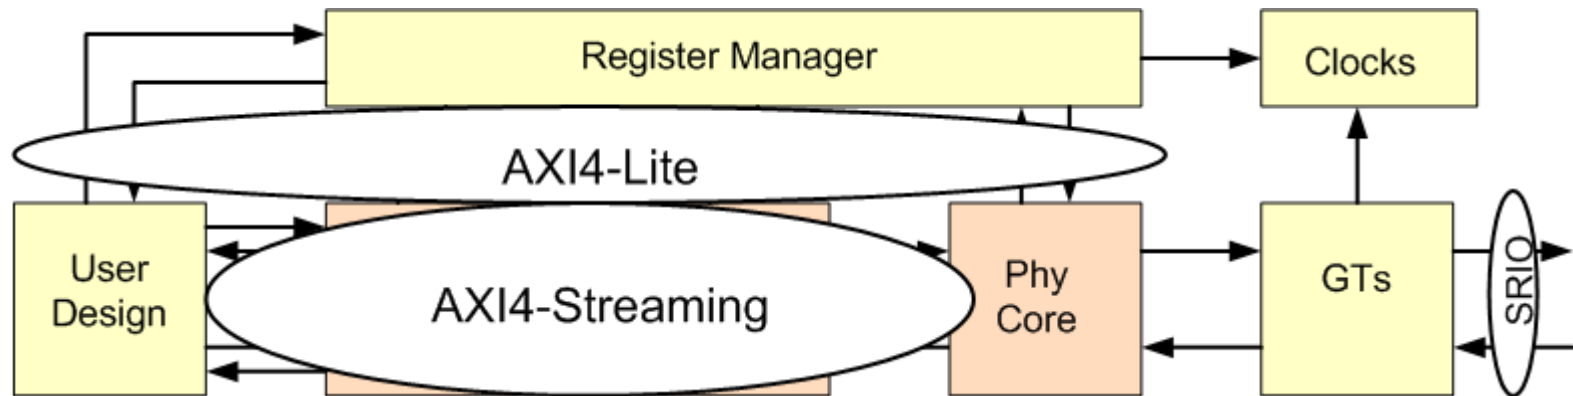 Register Manager
Clocks
AXI4-Lite
User
Design
AXI4-Streaming
Phy
Core
GTs
SRIO